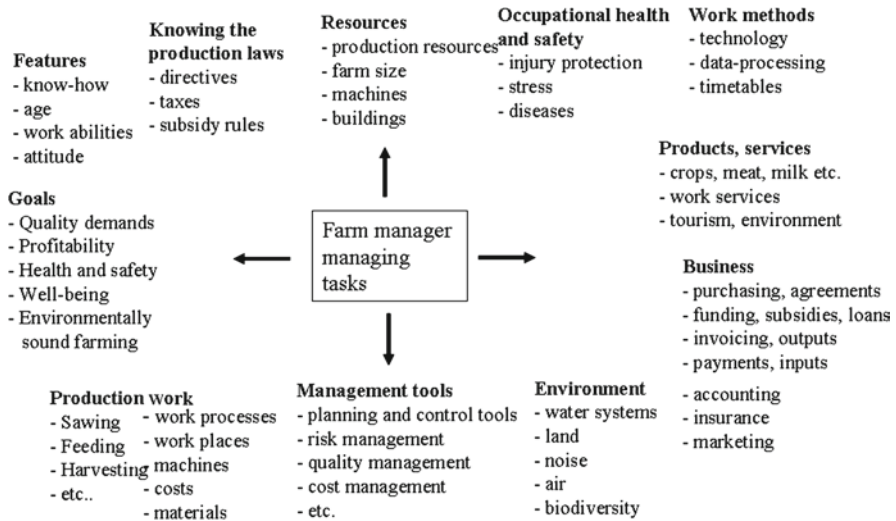 Features
- know-how
- age
- work abilities
- attitude
Knowing the
production laws
- directives
- taxes
- subsidy rules
Resources
- production resources
- farm size
- machines
- buildings
Occupational health
and safety
- injury protection
- stress
- diseases
Work methods
- technology
- data-processing
- timetables
Goals
- Quality demands
- Profitability
- Health and safety
- Well-being
- Environmentally
sound farming
Farm manager
managing
tasks
Products, services
- crops, meat, milk etc.
- work services
- tourism, environment
Business
- purchasing, agreements
- funding, subsidies, loans
- invoicing, outputs
- payments, inputs
- accounting
- insurance
- marketing
Production work
- Sawing
- Feeding
- Harvesting
- etc..
- work processes
- work places
- machines
- costs
- materials
Management tools
- planning and control tools
- risk management
- quality management
- cost management
- etc.
Environment
- water systems
- land
- noise
- air
- biodiversity